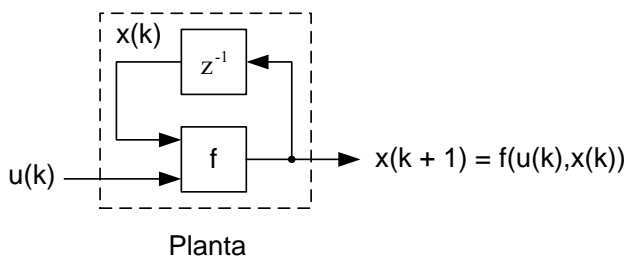 x(k)
z⁻¹
f
u(k)
x(k + 1) = f(u(k),x(k))
Planta